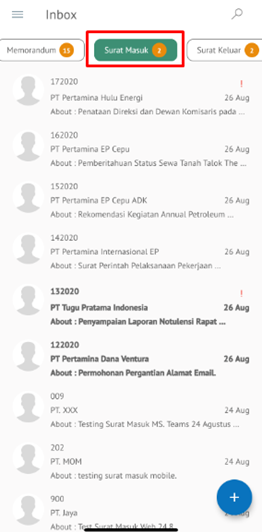 Inbox
Memorandum 15
Surat Masuk 2
Surat Keluar 2
172020 !
PT Pertamina Hulu Energi 26 Aug
About : Penataan Direksi dan Dewan Komisaris pada ...
162020
PT Pertamina EP Cepu 26 Aug
About : Pemberitahuan Status Sewa Tanah Talok The ...
152020
PT Pertamina EP Cepu ADK 26 Aug
About : Rekomendasi Kegiatan Annual Petroleum ...
142020
PT Pertamina Internasional EP 26 Aug
About : Surat Perintah Pelaksanaan Pekerjaan ...
132020 !
PT Tugu Pratama Indonesia 26 Aug
About : Penyampaian Laporan Notulensi Rapat ...
122020
PT Pertamina Dana Ventura 26 Aug
About : Permohonan Pergantian Alamat Email.
009
PT. XXX 24 Aug
About : Testing Surat Masuk MS. Teams 24 Agustus ...
202
PT. MOM 24 Aug
About : testing surat masuk mobile.
900
PT. Jaya
About : Test Surat Masuk Web 24 8
+